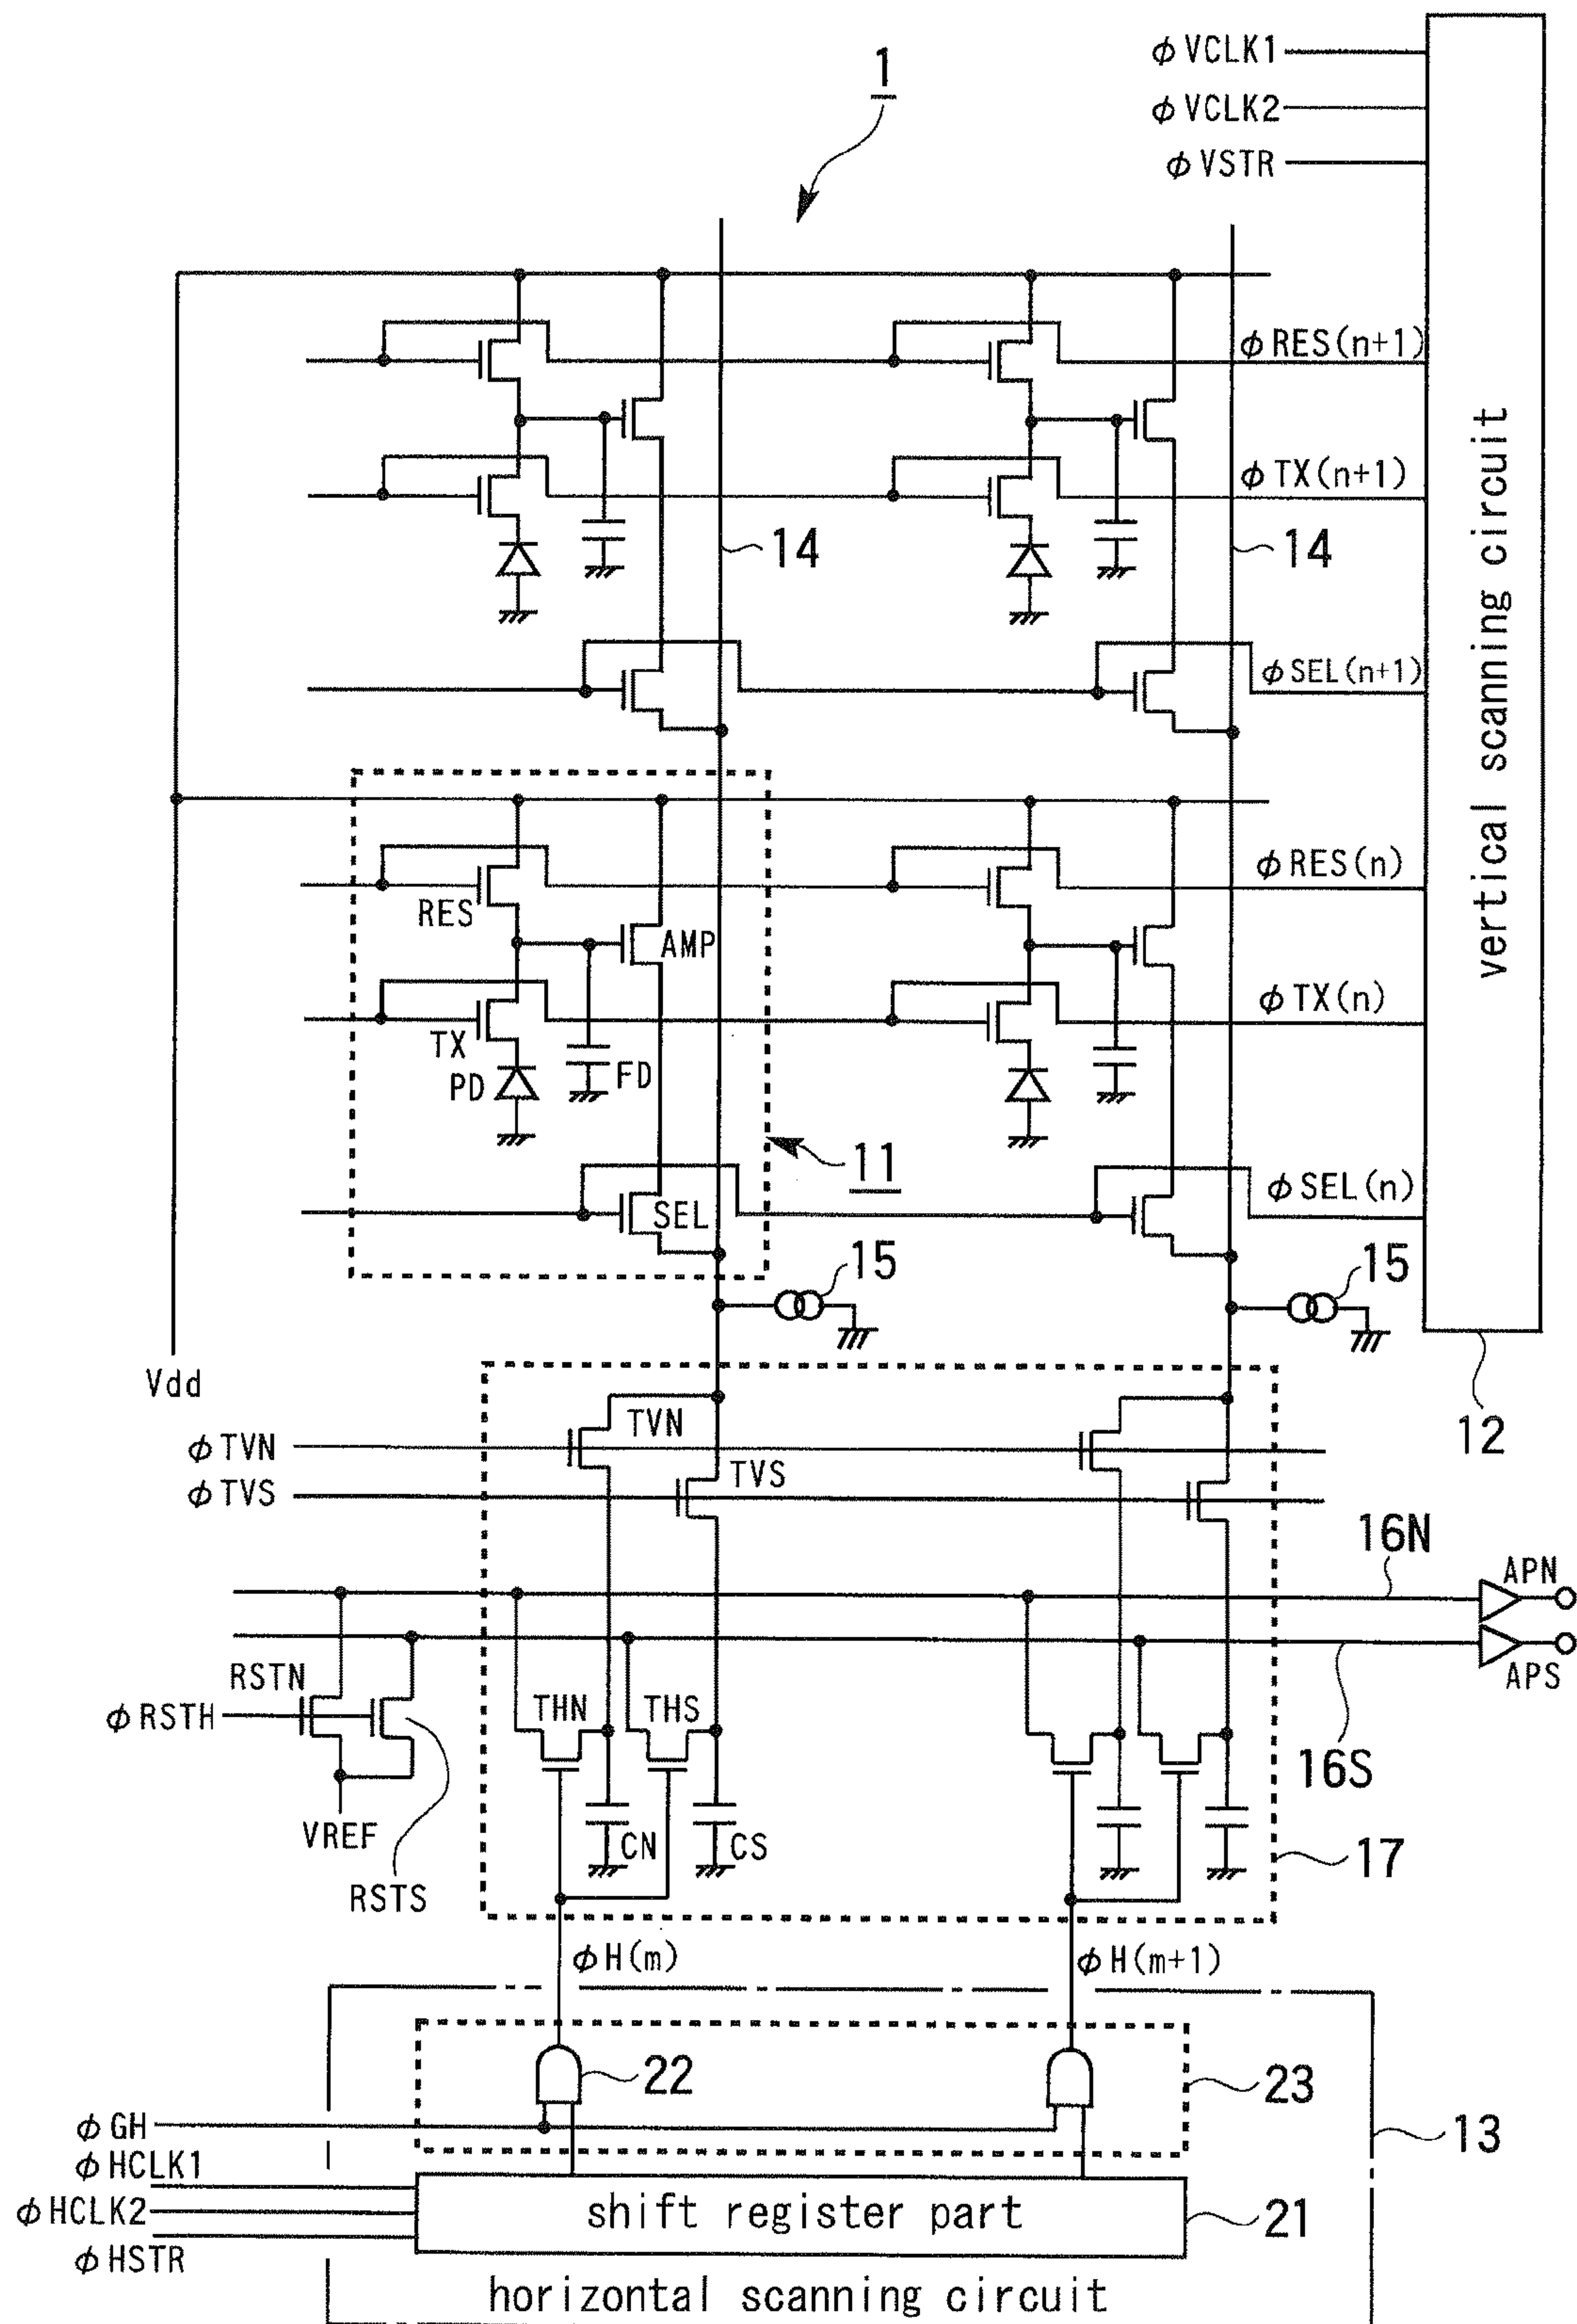 1
φVCLK1
φVCLK2
φVSTR
φRES(n+1)
φTX(n+1)
14
14
φSEL(n+1)
vertical scanning circuit
φRES(n)
RES
AMP
φTX(n)
TX
PD
FD
11
φSEL(n)
SEL
15
15
Vdd
12
TVN
φTVN
TVS
φTVS
16N
APN
RSTN
APS
φRSTH
THN
THS
16S
VREF
CN
CS
17
RSTS
φH(m)
φH(m+1)
22
23
φGH
13
φHCLK1
φHCLK2
shift register part
21
φHSTR
horizontal scanning circuit